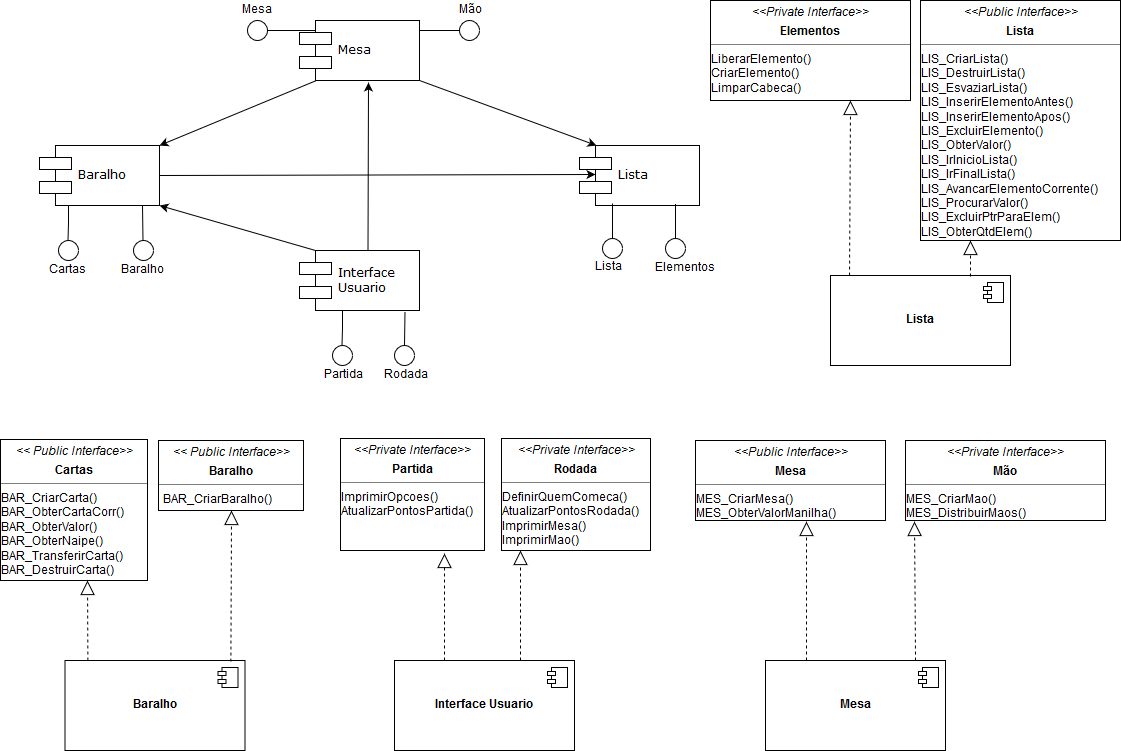 Mesa
Mão
Mesa
Baralho
Lista
Cartas
Baralho
Lista
Elementos
Interface
Usuario
Partida
Rodada
<<Private Interface>>
Elementos
LiberarElemento()
CriarElemento()
LimparCabeca()
<<Public Interface>>
Lista
LIS_CriarLista()
LIS_DestruirLista()
LIS_EsvaziarLista()
LIS_InserirElementoAntes()
LIS_InserirElementoApos()
LIS_ExcluirElemento()
LIS_ObterValor()
LIS_IrInicioLista()
LIS_IrFinalLista()
LIS_AvancarElementoCorrente()
LIS_ProcurarValor()
LIS_ExcluirPtrParaElem()
LIS_ObterQtdElem()
Lista
<< Public Interface>>
Cartas
BAR_CriarCarta()
BAR_ObterCartaCorr()
BAR_ObterValor()
BAR_ObterNaipe()
BAR_TransferirCarta()
BAR_DestruirCarta()
<< Public Interface>>
Baralho
BAR_CriarBaralho()
Baralho
<<Private Interface>>
Partida
ImprimirOpcoes()
AtualizarPontosPartida()
<<Private Interface>>
Rodada
DefinirQuemComeca()
AtualizarPontosRodada()
ImprimirMesa()
ImprimirMao()
Interface Usuario
<<Public Interface>>
Mesa
MES_CriarMesa()
MES_ObterValorManilha()
<<Private Interface>>
Mão
MES_CriarMao()
MES_DistribuirMaos()
Mesa